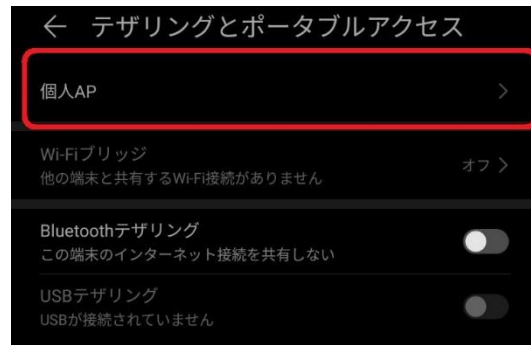 ← テザリングとポータブルアクセス
個人AP
Wi-Fiブリッジ
オフ
他の端末と共有するWi-Fi接続がありません
Bluetoothテザリング
この端末のインターネット接続を共有しない
USBテザリング
USBが接続されていません